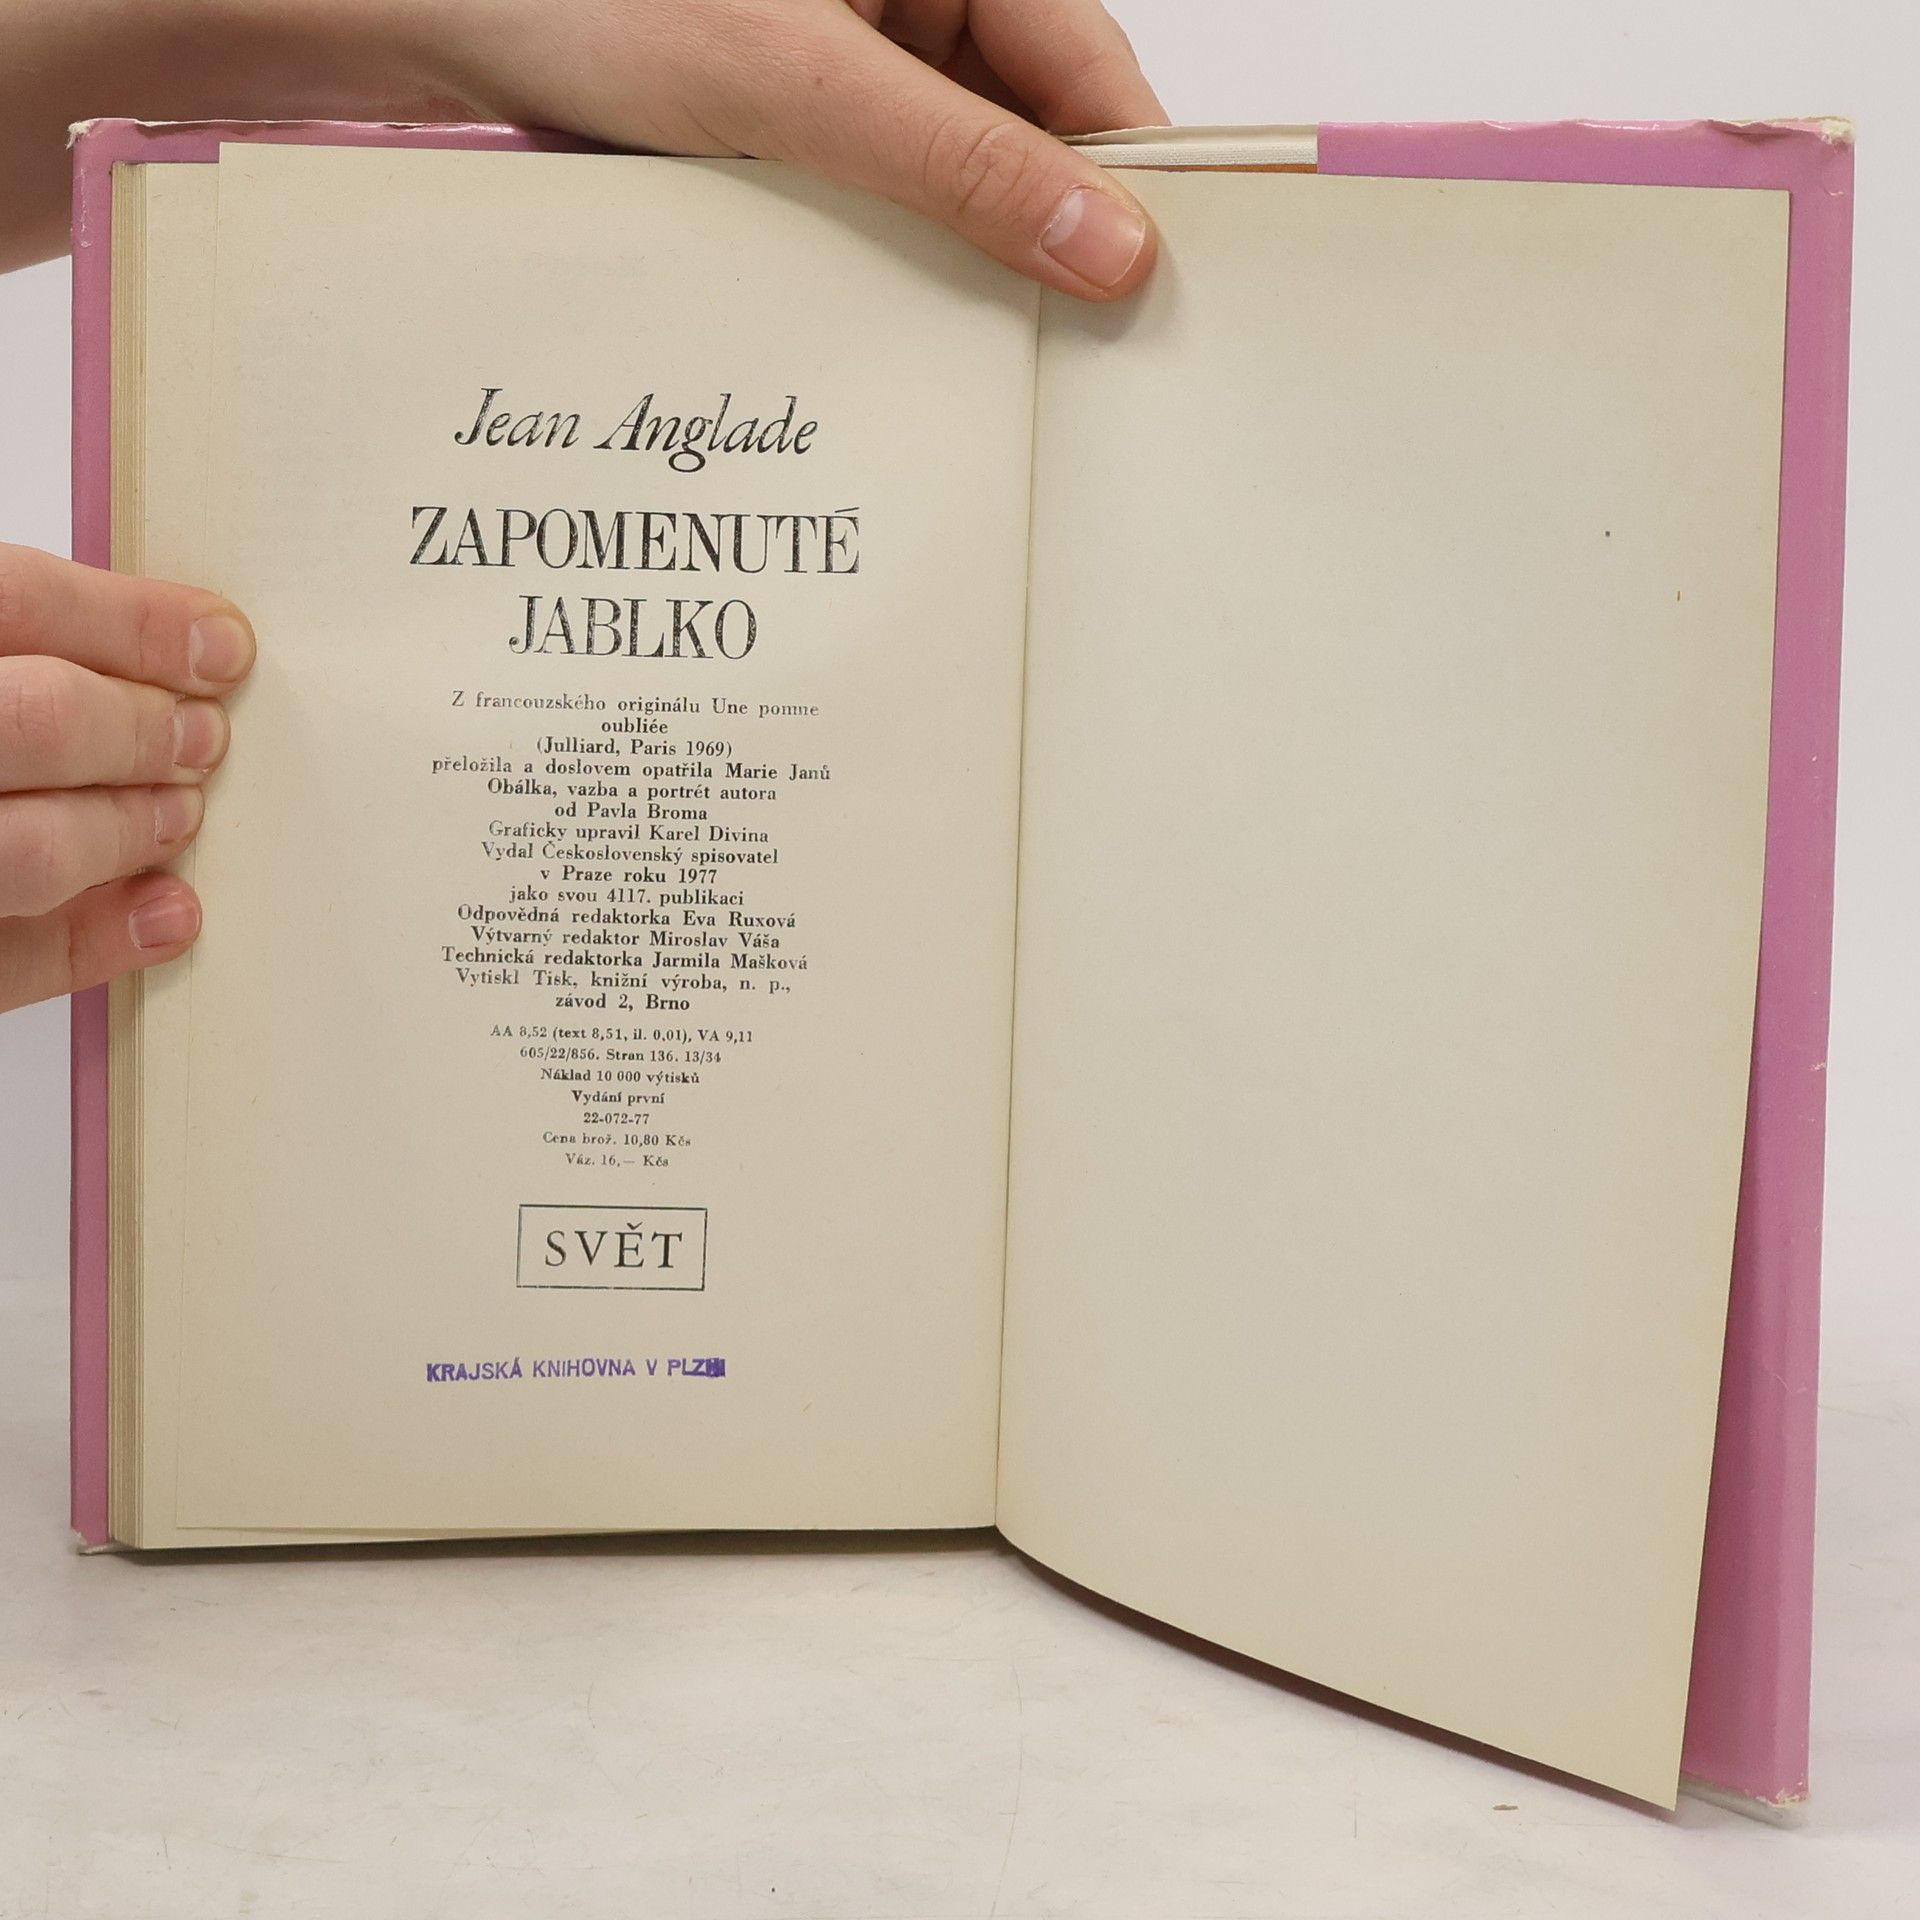 Jean Anglade
ZAPOMENUTÉ
JABLKO
Z francouzského originálu Une pomme
oubliée
(Julliard, Paris 1969)
přeložila a doslovem opatřila Marie Janů
Obálka, vazba a portrét autora
od Pavla Broma
Graficky upravil Karel Divina
Vydal Československý spisovatel
v Praze roku 1977
jako svou 4117. publikaci
Odpovědná redaktorka Eva Ruxová
Výtvarný redaktor Miroslav Váša
Technická redaktorka Jarmila Mašková
Vytiskl Tisk, knižní výroba, n. p.,
závod 2, Brno
AA 8,52 (text 8,51, il. 0,01), VA 9,11
605/22/856. Stran 136. 13/34
Náklad 10 000 výtisků
Vydání první
22-072-77
Cena brož. 10,80 Kčs
Váz. 16,— Kčs
SVĚT
KRAJSKÁ KNIHOVNA V